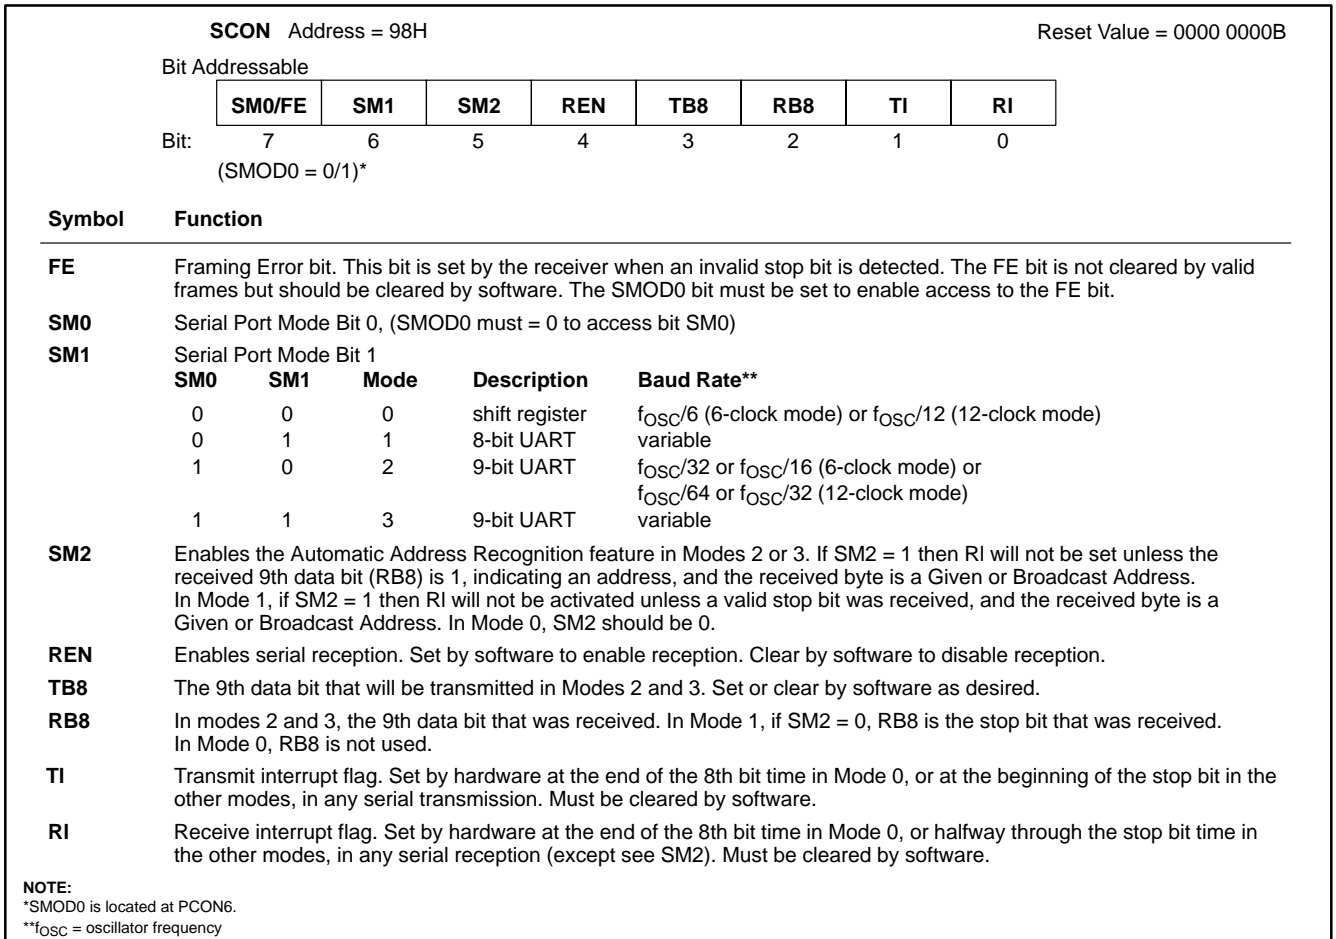 SCON Address = 98H Reset Value = 0000 0000B
Bit Addressable
SM0/FE SM1 SM2 REN TB8 RB8 TI RI
Bit: 7 6 5 4 3 2 1 0
(SMOD0 = 0/1)*
Symbol Function
FE Framing Error bit. This bit is set by the receiver when an invalid stop bit is detected. The FE bit is not cleared by valid
frames but should be cleared by software. The SMOD0 bit must be set to enable access to the FE bit.
SM0 Serial Port Mode Bit 0, (SMOD0 must = 0 to access bit SM0)
SM1 Serial Port Mode Bit 1
SM0 SM1 Mode Description Baud Rate**
0 0 0 shift register fOSC/6 (6-clock mode) or fOSC/12 (12-clock mode)
0 1 1 8-bit UART variable
1 0 2 9-bit UART fOSC/32 or fOSC/16 (6-clock mode) or
fOSC/64 or fOSC/32 (12-clock mode)
1 1 3 9-bit UART variable
SM2 Enables the Automatic Address Recognition feature in Modes 2 or 3. If SM2 = 1 then RI will not be set unless the
received 9th data bit (RB8) is 1, indicating an address, and the received byte is a Given or Broadcast Address.
In Mode 1, if SM2 = 1 then RI will not be activated unless a valid stop bit was received, and the received byte is a
Given or Broadcast Address. In Mode 0, SM2 should be 0.
REN Enables serial reception. Set by software to enable reception. Clear by software to disable reception.
TB8 The 9th data bit that will be transmitted in Modes 2 and 3. Set or clear by software as desired.
RB8 In modes 2 and 3, the 9th data bit that was received. In Mode 1, if SM2 = 0, RB8 is the stop bit that was received.
In Mode 0, RB8 is not used.
TI Transmit interrupt flag. Set by hardware at the end of the 8th bit time in Mode 0, or at the beginning of the stop bit in the
other modes, in any serial transmission. Must be cleared by software.
RI Receive interrupt flag. Set by hardware at the end of the 8th bit time in Mode 0, or halfway through the stop bit time in
the other modes, in any serial reception (except see SM2). Must be cleared by software.
NOTE:
*SMOD0 is located at PCON6.
**fOSC = oscillator frequency